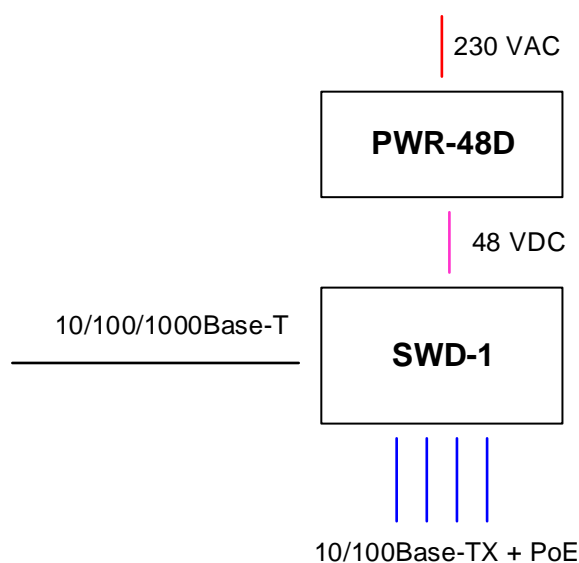 230 VAC
PWR-48D
48 VDC
10/100/1000Base-T
SWD-1
10/100Base-TX + PoE